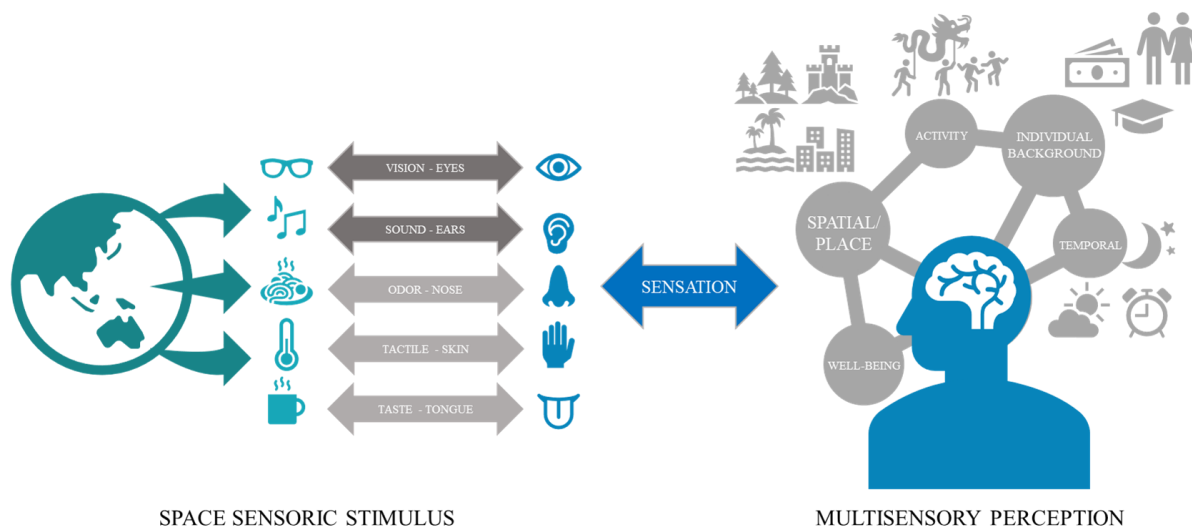 VISION - EYES
SOUND - EARS
ODOR - NOSE
TACTILE - SKIN
TASTE - TONGUE
SENSATION
ACTIVITY
INDIVIDUAL
BACKGROUND
SPATIAL/
PLACE
TEMPORAL
WELL-BEING
SPACE SENSORIC STIMULUS
MULTISENSORY PERCEPTION